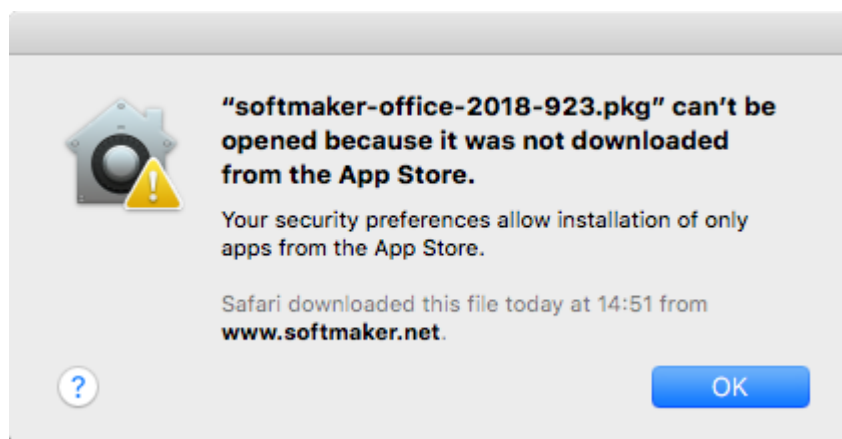 “softmaker-office-2018-923.pkg” can’t be
opened because it was not downloaded
from the App Store.
Your security preferences allow installation of only
apps from the App Store.
Safari downloaded this file today at 14:51 from
www.softmaker.net.
?
OK